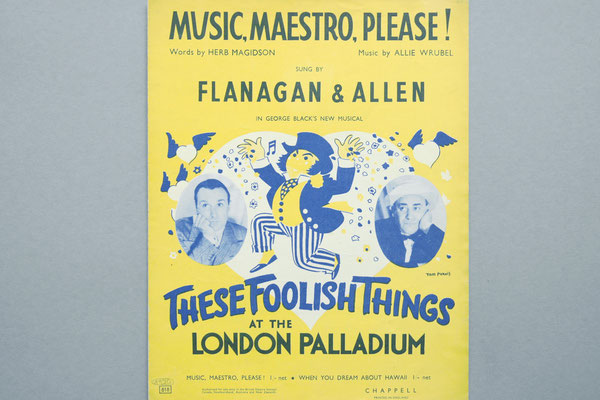 MUSIC, MAESTRO, PLEASE!
Words by HERB MAGIDSON Music by ALLIE WRUBEL
SUNG BY
FLANAGAN & ALLEN
IN GEORGE BLACK'S NEW MUSICAL
THESE FOOLISH THINGS
AT THE
LONDON PALLADIUM
MUSIC, MAESTRO, PLEASE! 1- net • WHEN YOU DREAM ABOUT HAWAII 1- net
CHAPPELL